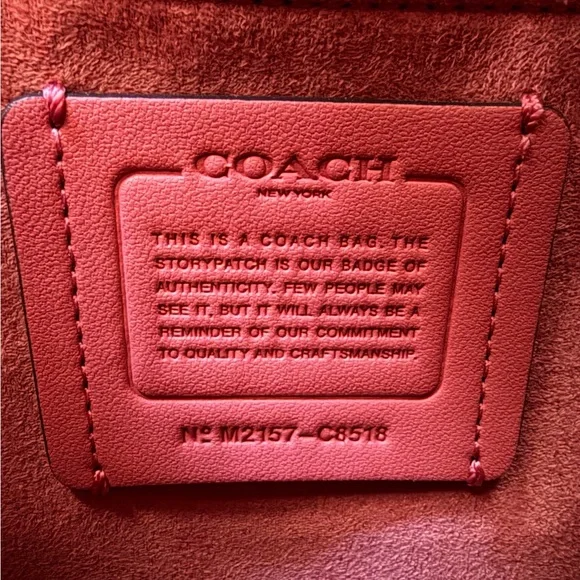 COACH
NEW YORK
THIS IS A COACH BAG. THE
STORYPATCH IS OUR BADGE OF
AUTHENTICITY. FEW PEOPLE MAY
SEE IT, BUT IT WILL ALWAYS BE A
REMINDER OF OUR COMMITMENT
TO QUALITY AND CRAFTSMANSHIP.
Nº M2157-C8518